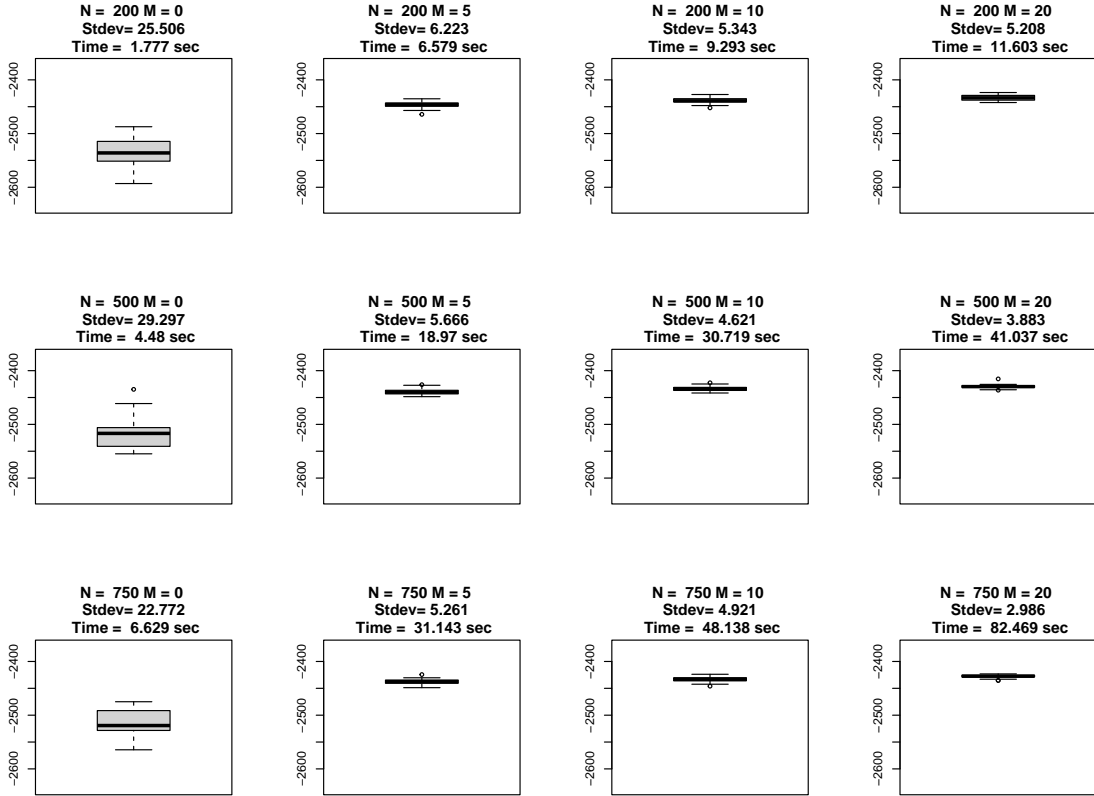 N = 200 M = 0
Stdev= 25.506
Time = 1.777 sec
−2400
−2500
−2600
N = 200 M = 5
Stdev= 6.223
Time = 6.579 sec
−2400
−2500
−2600
N = 200 M = 10
Stdev= 5.343
Time = 9.293 sec
−2400
−2500
−2600
N = 200 M = 20
Stdev= 5.208
Time = 11.603 sec
−2400
−2500
−2600
N = 500 M = 0
Stdev= 29.297
Time = 4.48 sec
−2400
−2500
−2600
N = 500 M = 5
Stdev= 5.666
Time = 18.97 sec
−2400
−2500
−2600
N = 500 M = 10
Stdev= 4.621
Time = 30.719 sec
−2400
−2500
−2600
N = 500 M = 20
Stdev= 3.883
Time = 41.037 sec
−2400
−2500
−2600
N = 750 M = 0
Stdev= 22.772
Time = 6.629 sec
−2400
−2500
−2600
N = 750 M = 5
Stdev= 5.261
Time = 31.143 sec
−2400
−2500
−2600
N = 750 M = 10
Stdev= 4.921
Time = 48.138 sec
−2400
−2500
−2600
N = 750 M = 20
Stdev= 2.986
Time = 82.469 sec
−2400
−2500
−2600